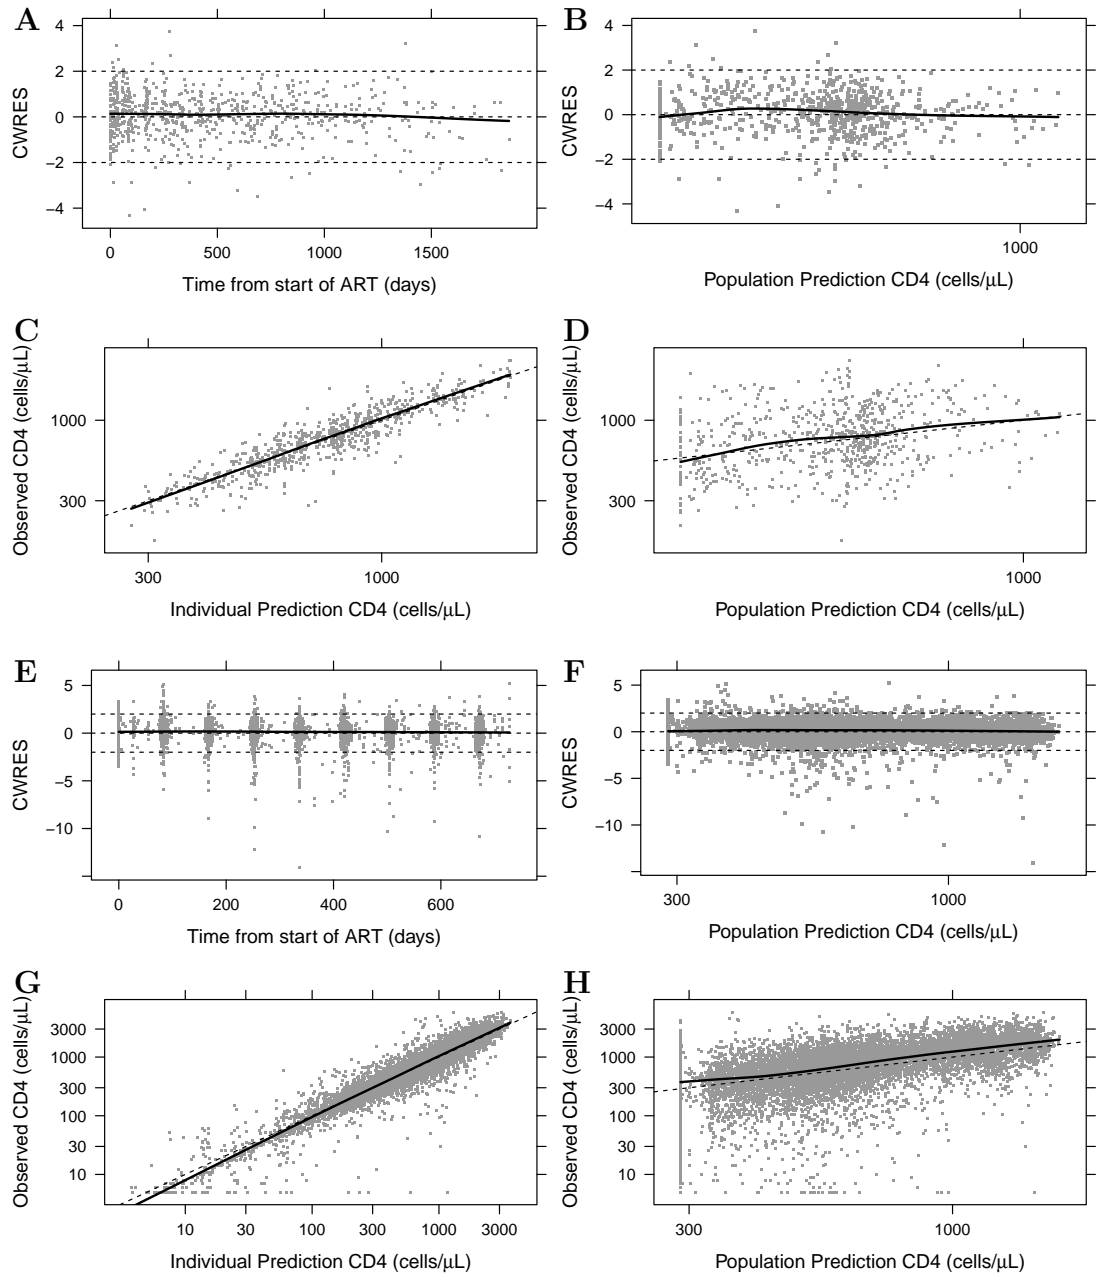 A
B
4
2
0
−2
−4
CWRES
0 500 1000 1500
Time from start of ART (days)
4
2
0
−2
−4
CWRES
1000
Population Prediction CD4 (cells/μL)
C
D
1000
300
Observed CD4 (cells/μL)
300 1000
Individual Prediction CD4 (cells/μL)
1000
300
Observed CD4 (cells/μL)
1000
Population Prediction CD4 (cells/μL)
E
F
5
0
−5
−10
CWRES
0 200 400 600
Time from start of ART (days)
5
0
−5
−10
CWRES
300 1000
Population Prediction CD4 (cells/μL)
G
H
3000
1000
300
100
30
10
Observed CD4 (cells/μL)
10 30 100 300 1000 3000
Individual Prediction CD4 (cells/μL)
3000
1000
300
100
30
10
Observed CD4 (cells/μL)
300 1000
Population Prediction CD4 (cells/μL)